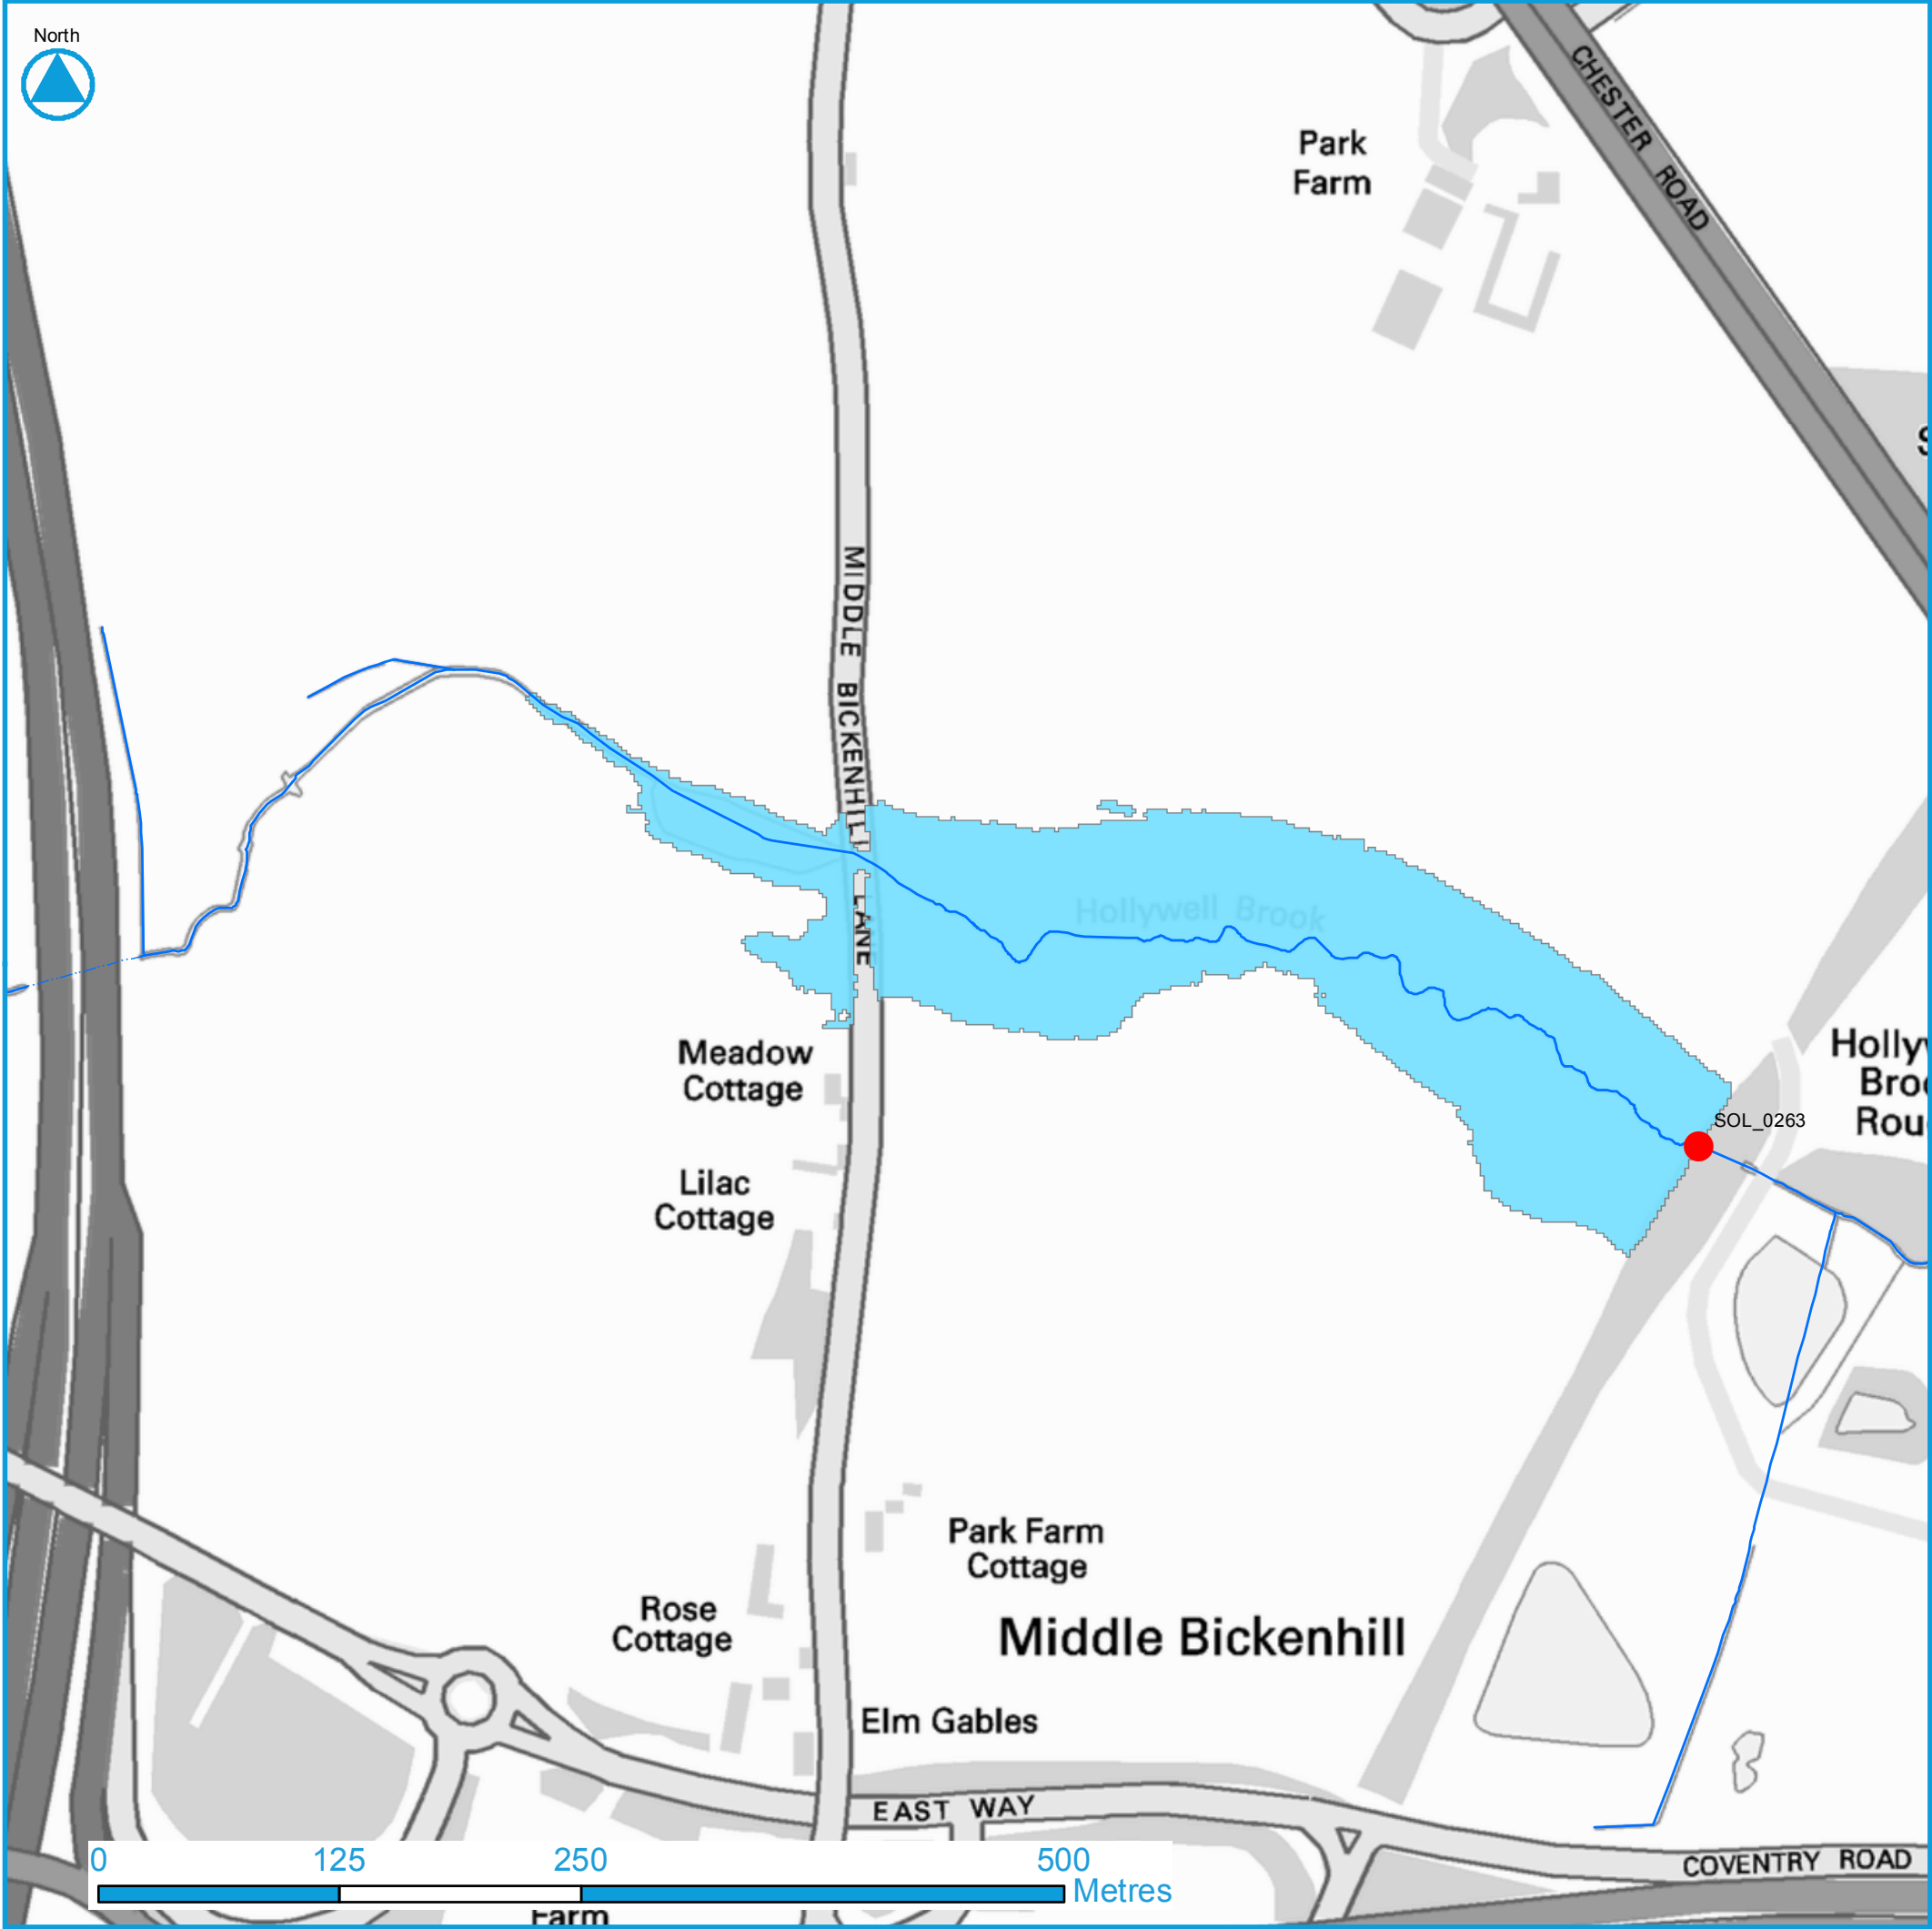 North
CHESTER ROAD
Park
Farm
MIDDLE BICKENHILL LANE
Hollywell Brook
Meadow
Cottage
SOL_0263
Lilac
Cottage
Park Farm
Cottage
Rose
Cottage
Middle Bickenhill
Elm Gables
EAST WAY
COVENTRY ROAD
0 125 250 500
Metres
Farm